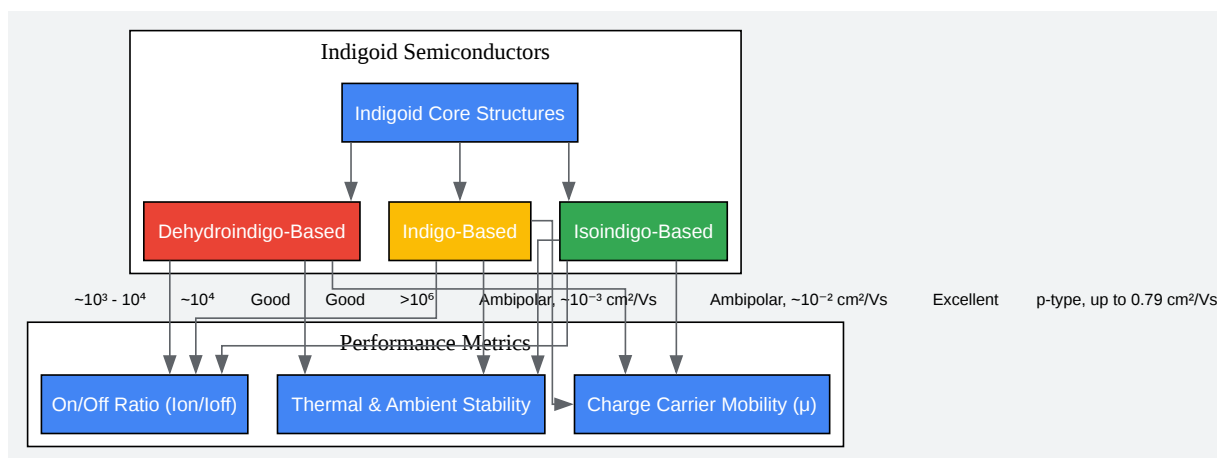 Indigoid Semiconductors
Indigoid Core Structures
Dehydroindigo-Based
Indigo-Based
Isoindigo-Based
~10³ - 10⁴
~10⁴
Good
Good
>10⁶
Ambipolar, ~10⁻³ cm²/Vs
Ambipolar, ~10⁻² cm²/Vs
Excellent
p-type, up to 0.79 cm²/Vs
Performance Metrics
On/Off Ratio (Ion/Ioff)
Thermal & Ambient Stability
Charge Carrier Mobility (μ)